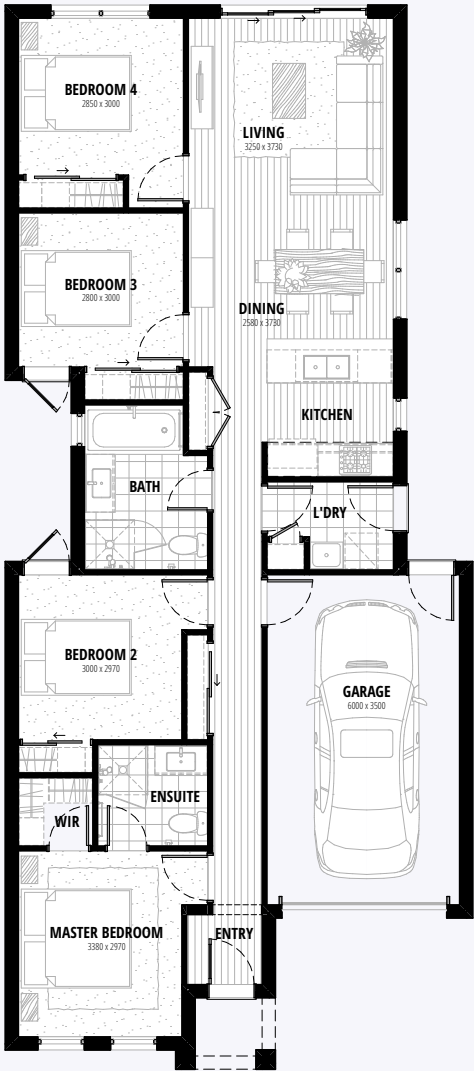 BEDROOM 4
2850 x 3000
LIVING
3250 x 3730
BEDROOM 3
2800 x 3000
DINING
2580 x 3730
KITCHEN
BATH
L'DRY
BEDROOM 2
3000 x 2970
GARAGE
6000 x 3500
ENSUITE
WIR
MASTER BEDROOM
3380 x 2970
ENTRY